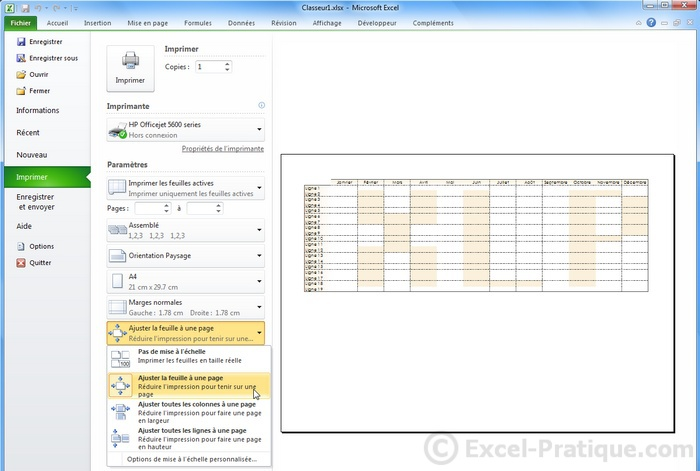 Classeur1.xlsx - Microsoft Excel
Fichier Accueil Insertion Mise en page Formules Données Révision Affichage Développeur Compléments
Enregistrer
Enregistrer sous
Ouvrir
Fermer
Informations
Récent
Nouveau
Imprimer
Enregistrer
et envoyer
Aide
Options
Quitter
Imprimer
Imprimer
Copies : 1
Imprimante
HP Officejet 5600 series
Hors connexion
Propriétés de l'imprimante
Paramètres
Imprimer les feuilles actives
Imprimer uniquement les feuilles actives
Pages : à
Assemblé
1,2,3 1,2,3 1,2,3
Orientation Paysage
A4
21 cm x 29.7 cm
Marges normales
Gauche : 1.78 cm Droite : 1.78 cm
Ajuster la feuille à une page
Réduire l'impression pour tenir sur une...
Pas de mise à l'échelle
Imprimer les feuilles en taille réelle
100
Ajuster la feuille à une page
Réduire l'impression pour tenir sur une
page
Ajuster toutes les colonnes à une page
Réduire l'impression pour faire une page
en largeur
Ajuster toutes les lignes à une page
Réduire l'impression pour faire une page
en hauteur
Options de mise à l'échelle personnalisée...
Janvier Février Mars Avril Mai Juin Juillet Août Septembre Octobre Novembre Décembre
Ligne 1
Ligne 2
Ligne 3
Ligne 4
Ligne 5
Ligne 6
Ligne 7
Ligne 8
Ligne 9
Ligne 10
Ligne 11
Ligne 12
Ligne 13
Ligne 14
Ligne 15
Ligne 16
Ligne 17
Ligne 18
Ligne 19
© Excel-Pratique.com